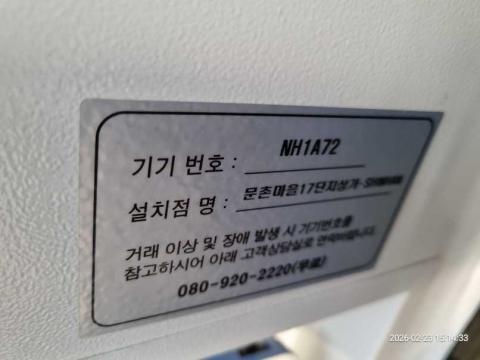 기기 번호 : NH1A72
설치점 명 : 문촌마을17단지상가-
거래 이상 및 장애 발생 시 기기번호를
참고하시어 아래 고객상담실로 연락바랍니다.
080-920-2220(무료)
2026-02-23 15:14:33